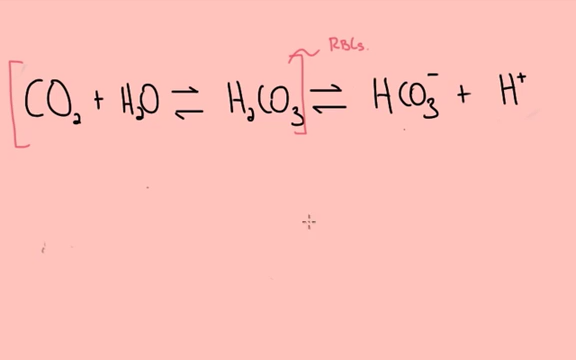 RBCs.
[CO₂ + H₂O ⇌ H₂CO₃] ⇌ HCO₃⁻ + H⁺